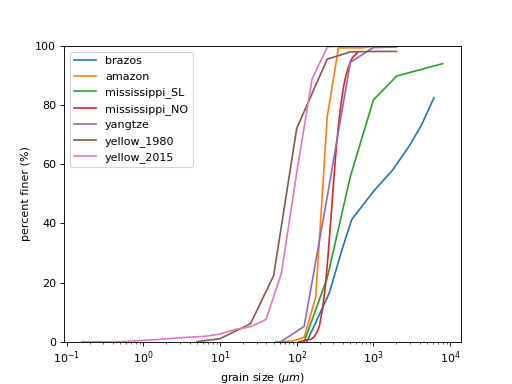 brazos
amazon
mississippi_SL
mississippi_NO
yangtze
yellow_1980
yellow_2015
percent finer (%)
100
80
60
40
20
0
10⁻¹ 10⁰ 10¹ 10² 10³ 10⁴
grain size (μm)